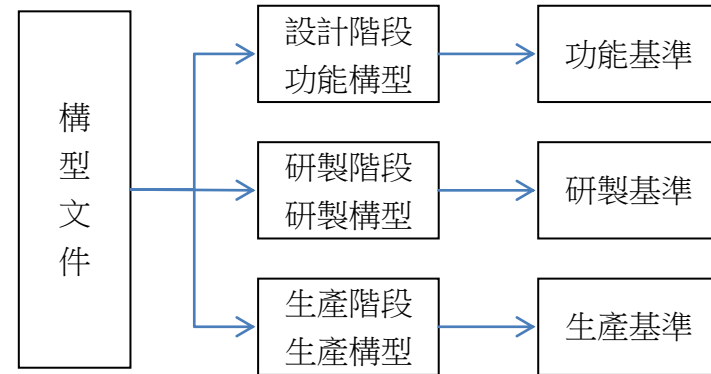 構型文件
設計階段
功能構型
功能基準
研製階段
研製構型
研製基準
生產階段
生產構型
生產基準